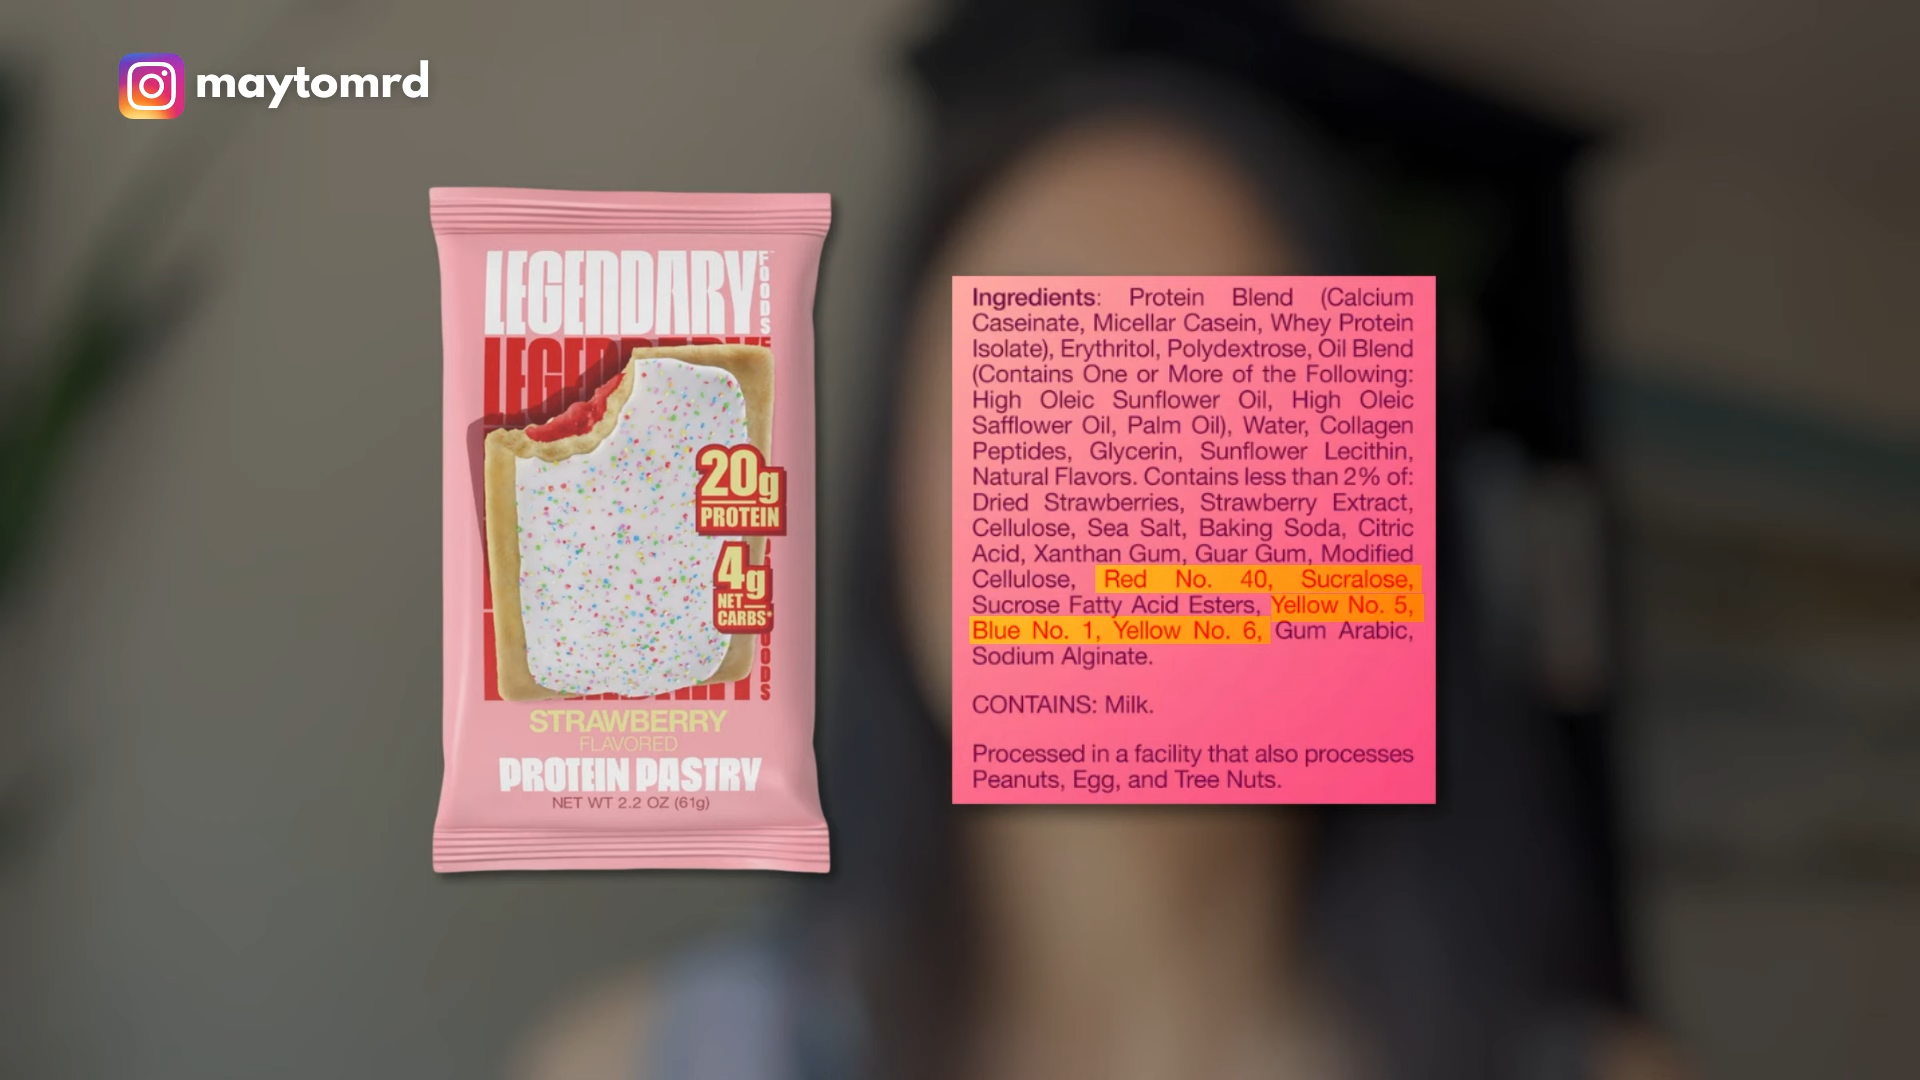 maytomrd
LEGENDARY
FOODS
LEGENDARY
20g
PROTEIN
4g
NET
CARBS*
STRAWBERRY
FLAVORED
PROTEIN PASTRY
NET WT 2.2 OZ (61g)
Ingredients: Protein Blend (Calcium
Caseinate, Micellar Casein, Whey Protein
Isolate), Erythritol, Polydextrose, Oil Blend
(Contains One or More of the Following:
High Oleic Sunflower Oil, High Oleic
Safflower Oil, Palm Oil), Water, Collagen
Peptides, Glycerin, Sunflower Lecithin,
Natural Flavors. Contains less than 2% of:
Dried Strawberries, Strawberry Extract,
Cellulose, Sea Salt, Baking Soda, Citric
Acid, Xanthan Gum, Guar Gum, Modified
Cellulose, Red No. 40, Sucralose,
Sucrose Fatty Acid Esters, Yellow No. 5,
Blue No. 1, Yellow No. 6, Gum Arabic,
Sodium Alginate.
CONTAINS: Milk.
Processed in a facility that also processes
Peanuts, Egg, and Tree Nuts.